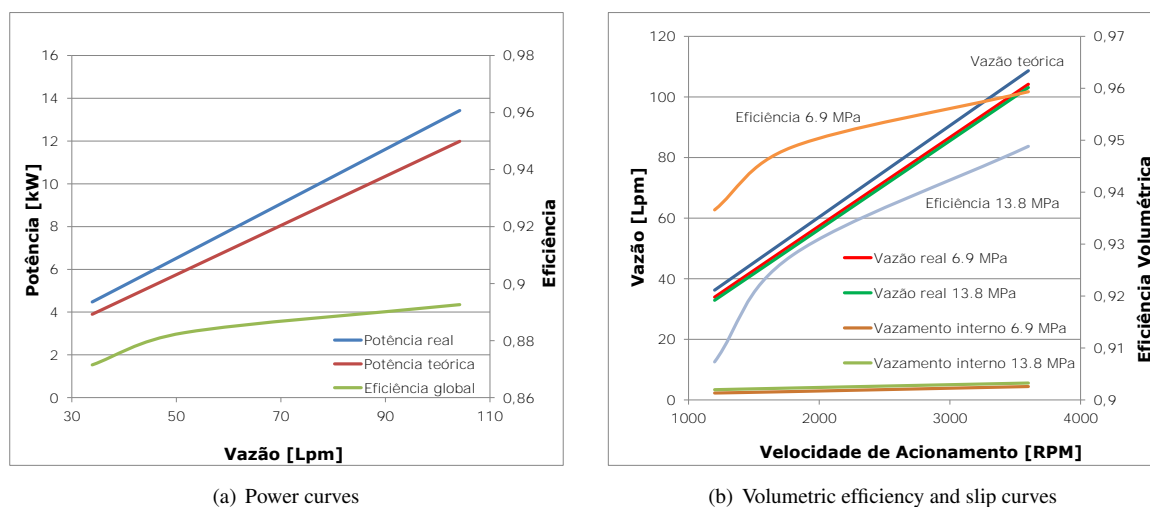 16
14
12
10
8
6
4
2
0
Potência [kW]
0,98
0,96
0,94
0,92
0,9
0,88
0,86
Eficiência
Potência real
Potência teórica
Eficiência global
30 50 70 90 110
Vazão [Lpm]
(a) Power curves
120
100
80
60
40
20
0
Vazão [Lpm]
0,97
0,96
0,95
0,94
0,93
0,92
0,91
0,9
Eficiência Volumétrica
Vazão teórica
Eficiência 6.9 MPa
Eficiência 13.8 MPa
Vazão real 6.9 MPa
Vazão real 13.8 MPa
Vazamento interno 6.9 MPa
Vazamento interno 13.8 MPa
1000 2000 3000 4000
Velocidade de Acionamento [RPM]
(b) Volumetric efficiency and slip curves